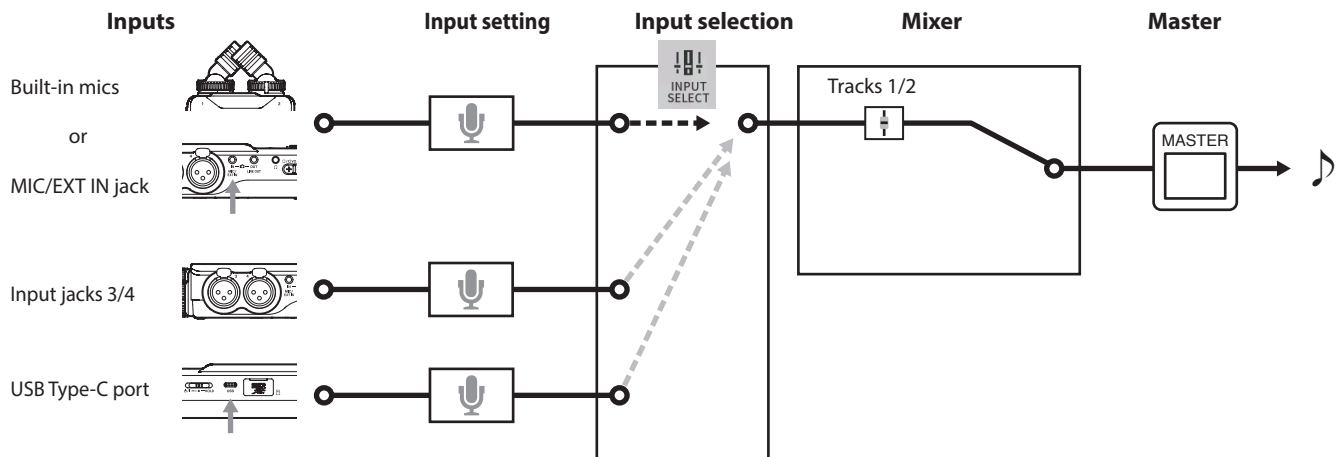 Inputs
Input setting
Input selection
Mixer
Master
Built-in mics
or
MIC/EXT IN jack
INPUT
SELECT
Tracks 1/2
MASTER
Input jacks 3/4
USB Type-C port
USB